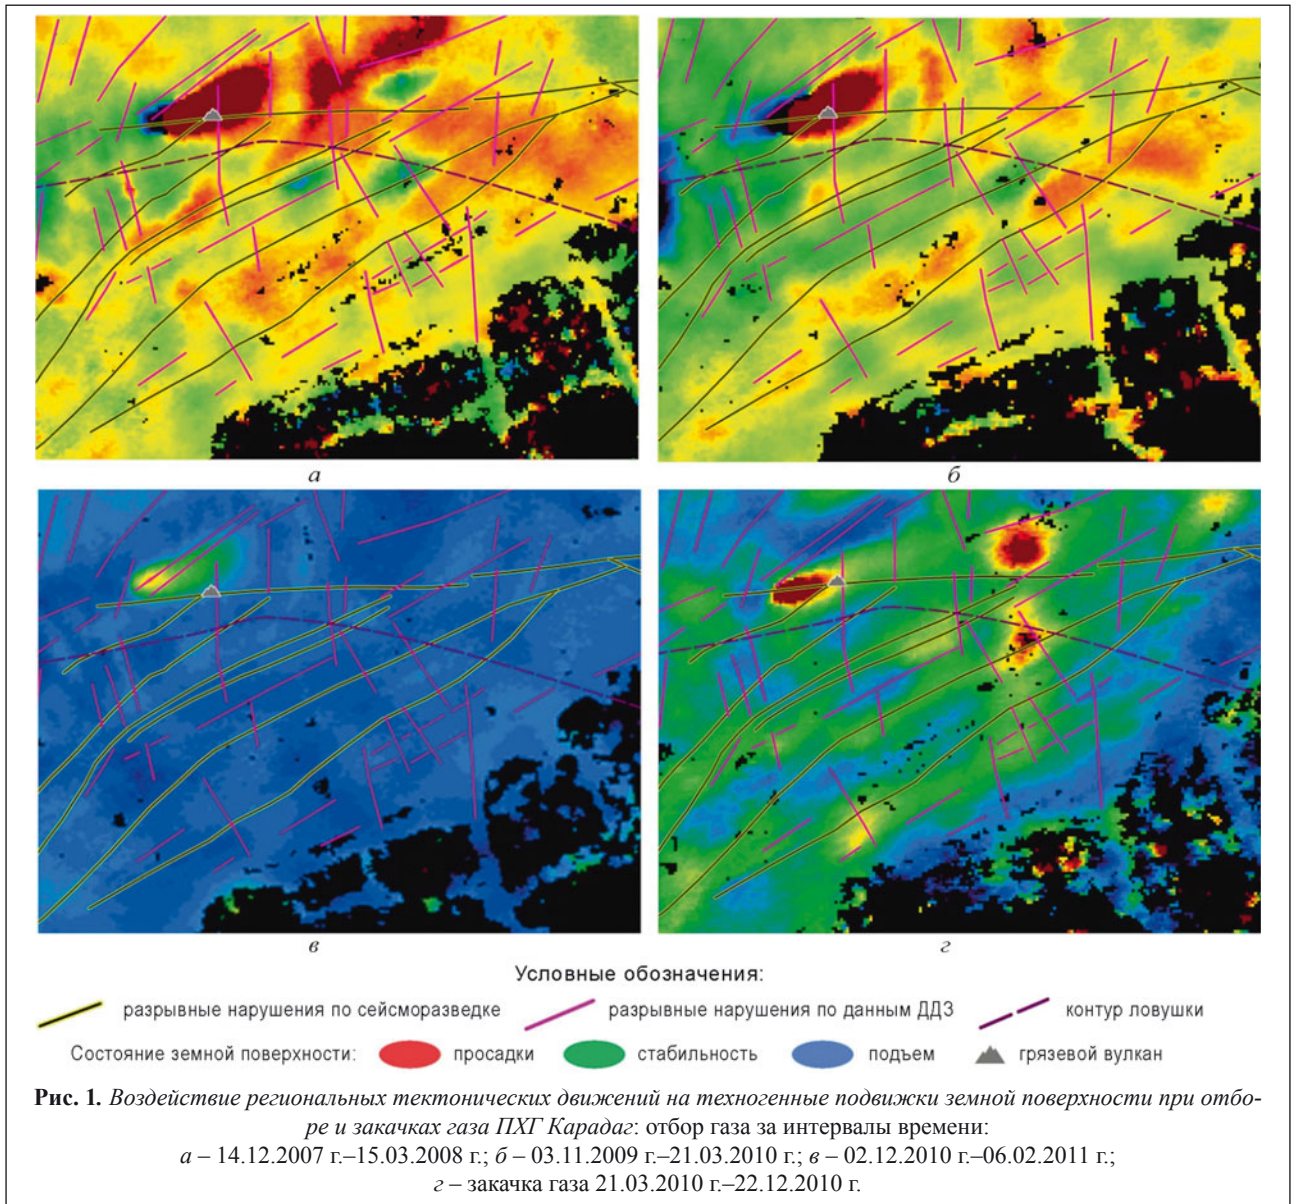 а
б
в
г
Условные обозначения:
разрывные нарушения по сейсморазведке
разрывные нарушения по данным ДДЗ
контур ловушки
Состояние земной поверхности:
просадки
стабильность
подъем
грязевой вулкан
Рис. 1. Воздействие региональных тектонических движений на техногенные подвижки земной поверхности при отбо-
ре и закачках газа ПХГ Карадаг: отбор газа за интервалы времени:
а – 14.12.2007 г.–15.03.2008 г.; б – 03.11.2009 г.–21.03.2010 г.; в – 02.12.2010 г.–06.02.2011 г.;
г – закачка газа 21.03.2010 г.–22.12.2010 г.